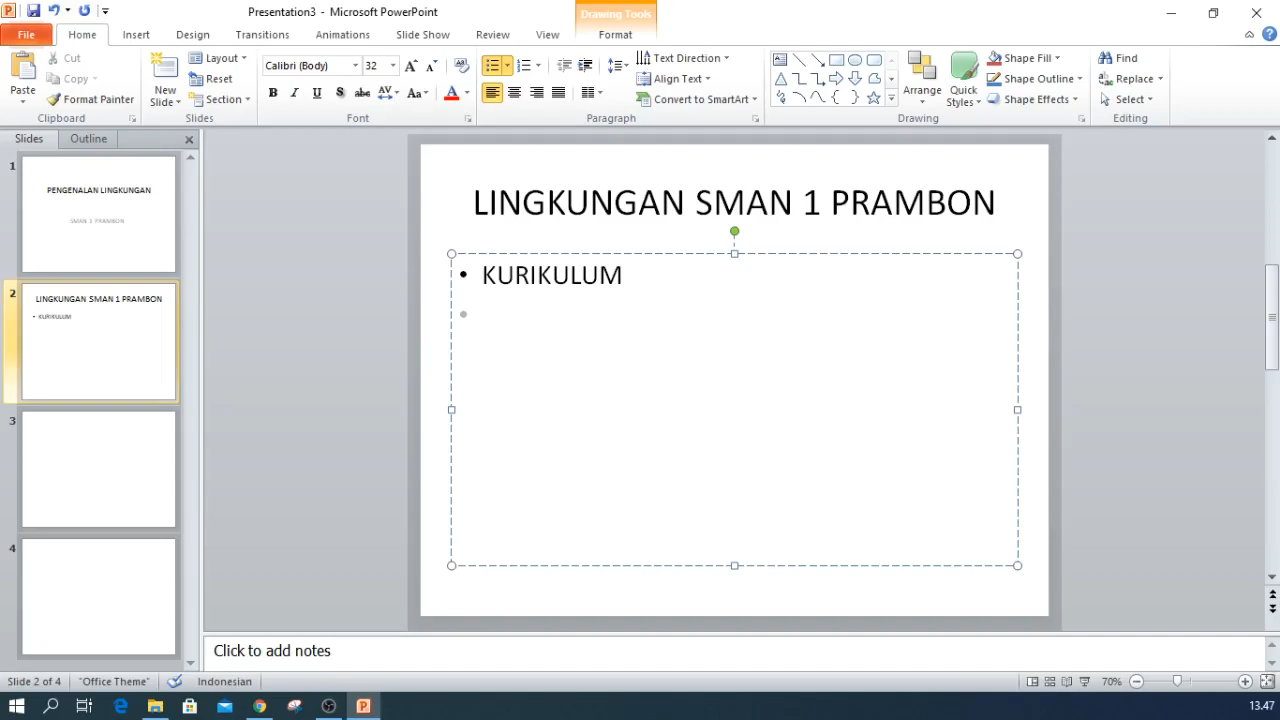 Presentation3 - Microsoft PowerPoint
Drawing Tools
File Home Insert Design Transitions Animations Slide Show Review View Format
Paste
Cut
Copy
Format Painter
Clipboard
New Slide
Layout
Reset
Section
Slides
Calibri (Body) 32
B I U S abc AV Aa A
Font
Text Direction
Align Text
Convert to SmartArt
Paragraph
Arrange
Quick Styles
Shape Fill
Shape Outline
Shape Effects
Drawing
Find
Replace
Select
Editing
Slides Outline
1
PENGENALAN LINGKUNGAN
SMAN 1 PRAMBON
2
LINGKUNGAN SMAN 1 PRAMBON
• KURIKULUM
3
4
LINGKUNGAN SMAN 1 PRAMBON
• KURIKULUM
•
Click to add notes
Slide 2 of 4 "Office Theme" Indonesian 70%
13.47